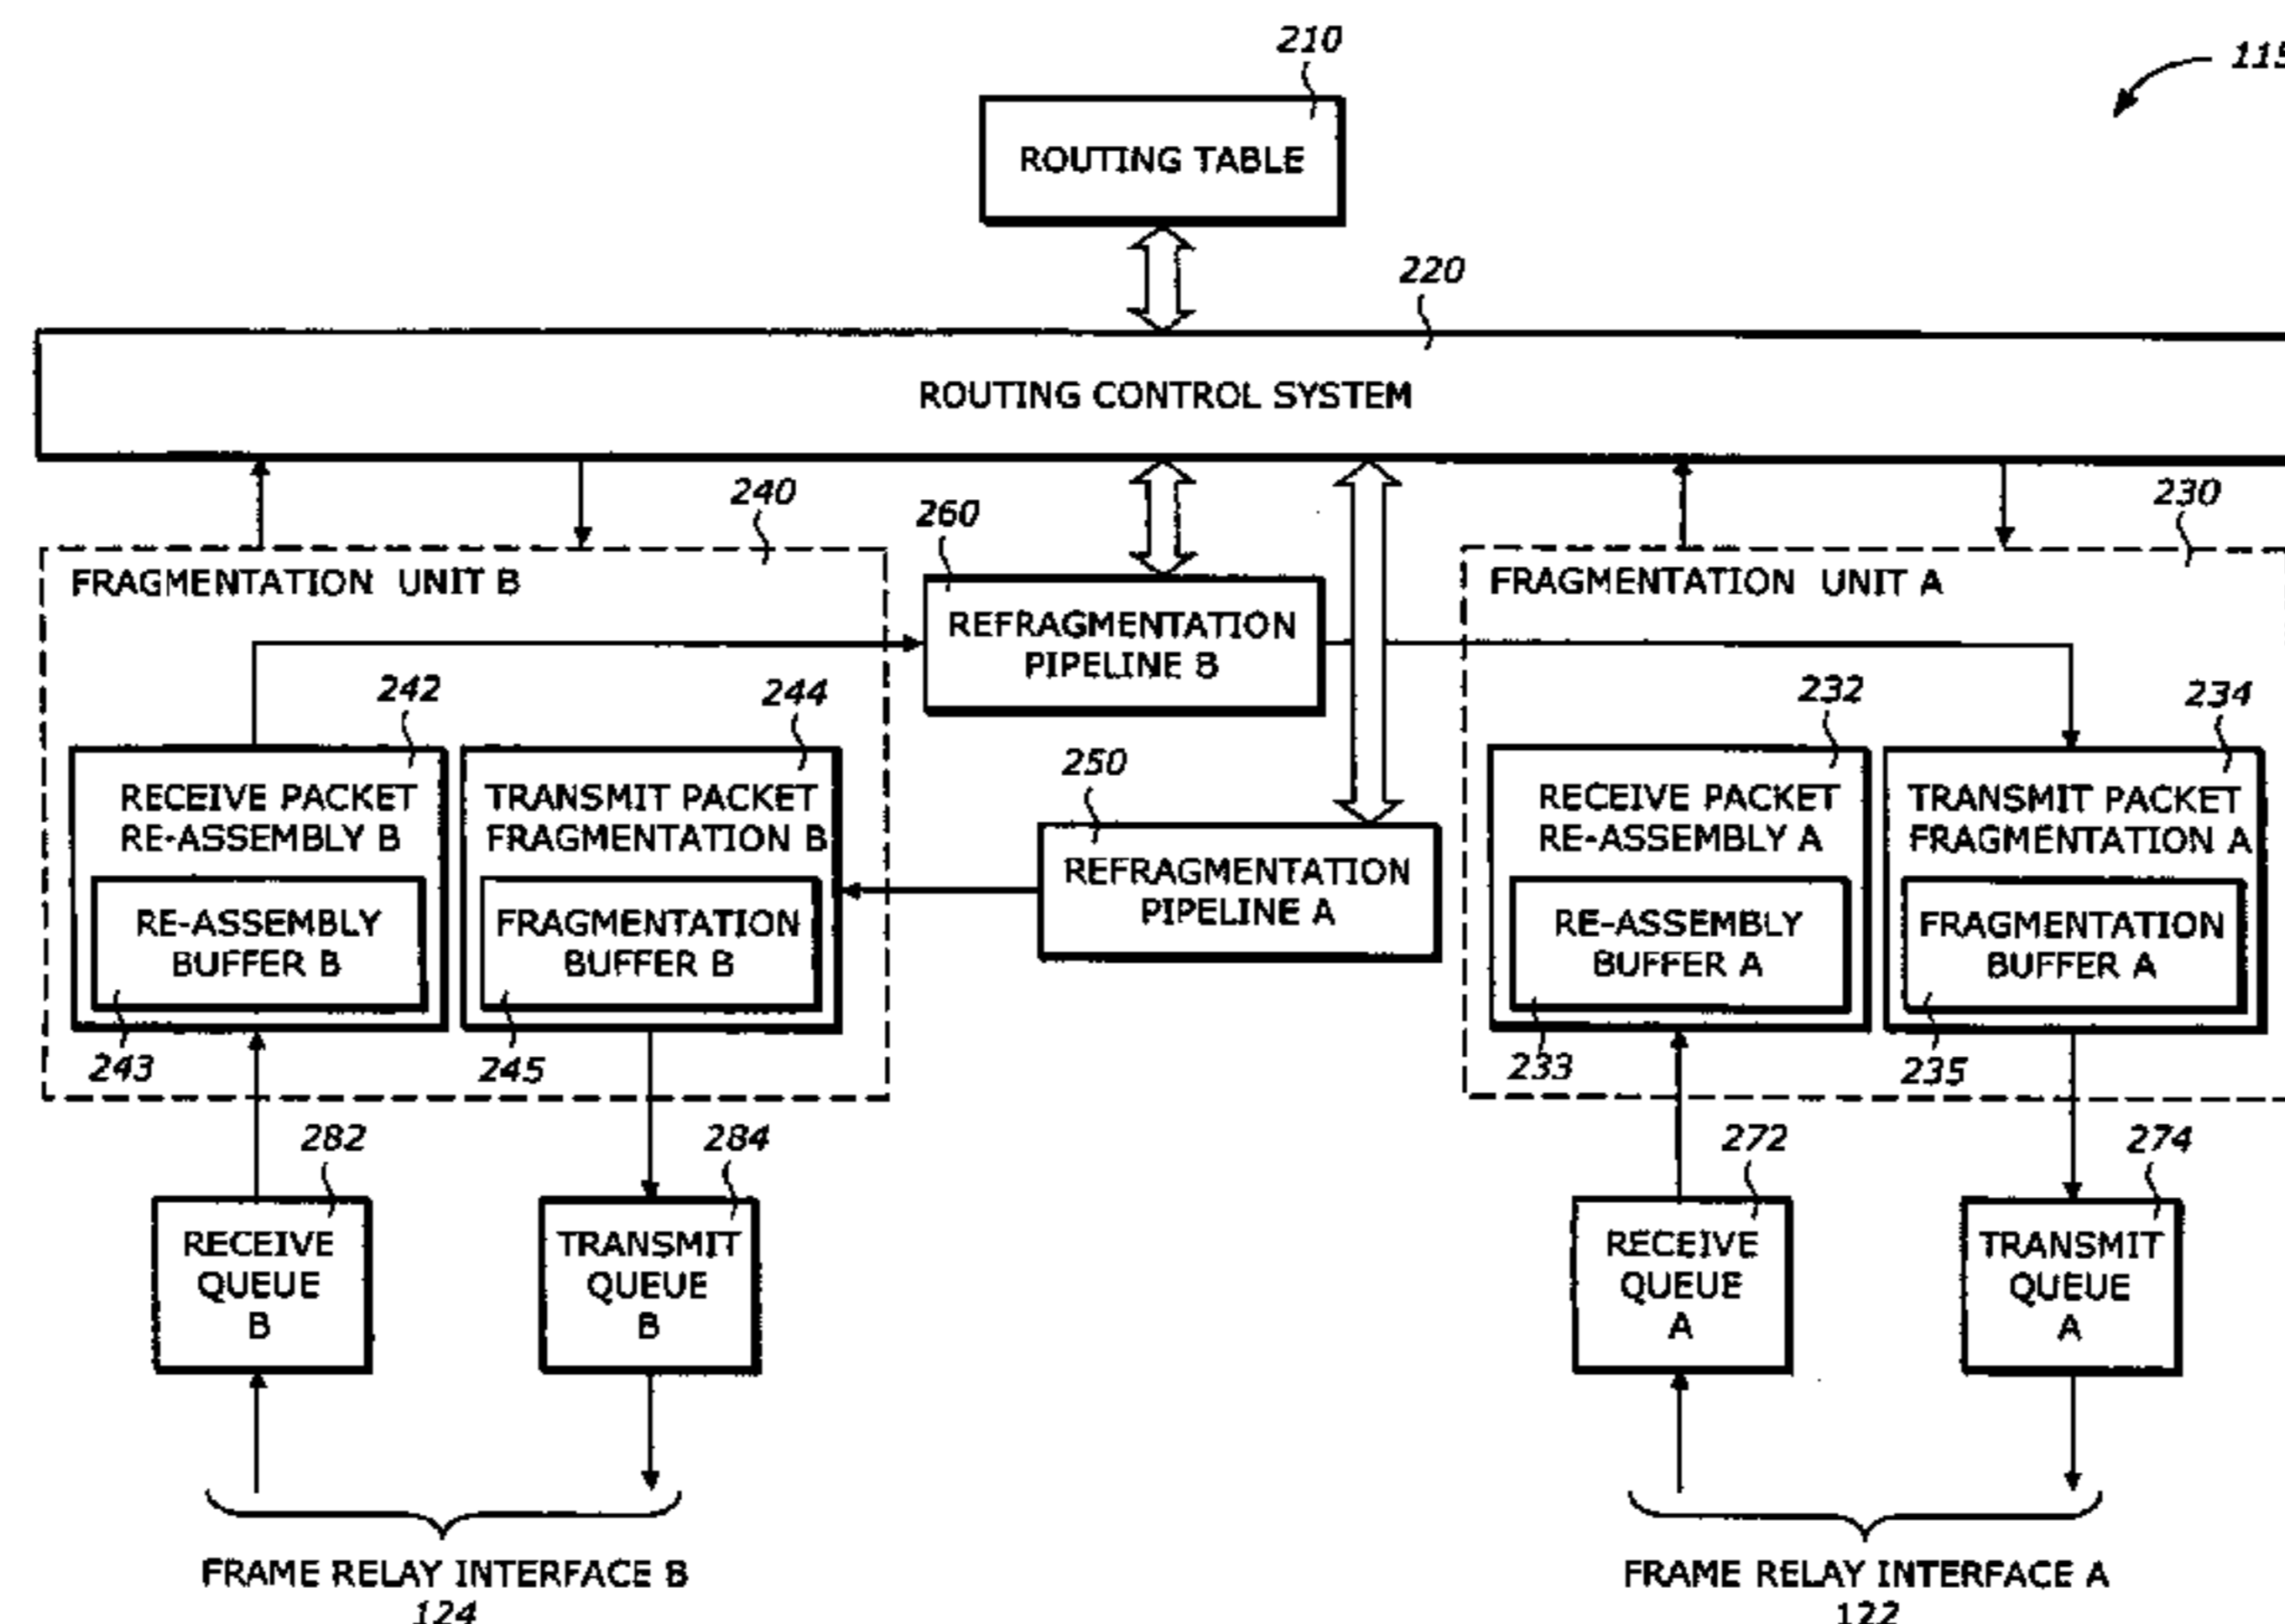 210
115
ROUTING TABLE
220
ROUTING CONTROL SYSTEM
240
260
230
FRAGMENTATION UNIT B
REFRAGMENTATION
PIPELINE B
FRAGMENTATION UNIT A
242
244
232
234
250
RECEIVE PACKET
RE-ASSEMBLY B
TRANSMIT PACKET
FRAGMENTATION B
REFRAGMENTATION
PIPELINE A
RECEIVE PACKET
RE-ASSEMBLY A
TRANSMIT PACKET
FRAGMENTATION A
RE-ASSEMBLY
BUFFER B
FRAGMENTATION
BUFFER B
RE-ASSEMBLY
BUFFER A
FRAGMENTATION
BUFFER A
243
245
233
235
282
284
272
274
RECEIVE
QUEUE
B
TRANSMIT
QUEUE
B
RECEIVE
QUEUE
A
TRANSMIT
QUEUE
A
FRAME RELAY INTERFACE B
124
FRAME RELAY INTERFACE A
122